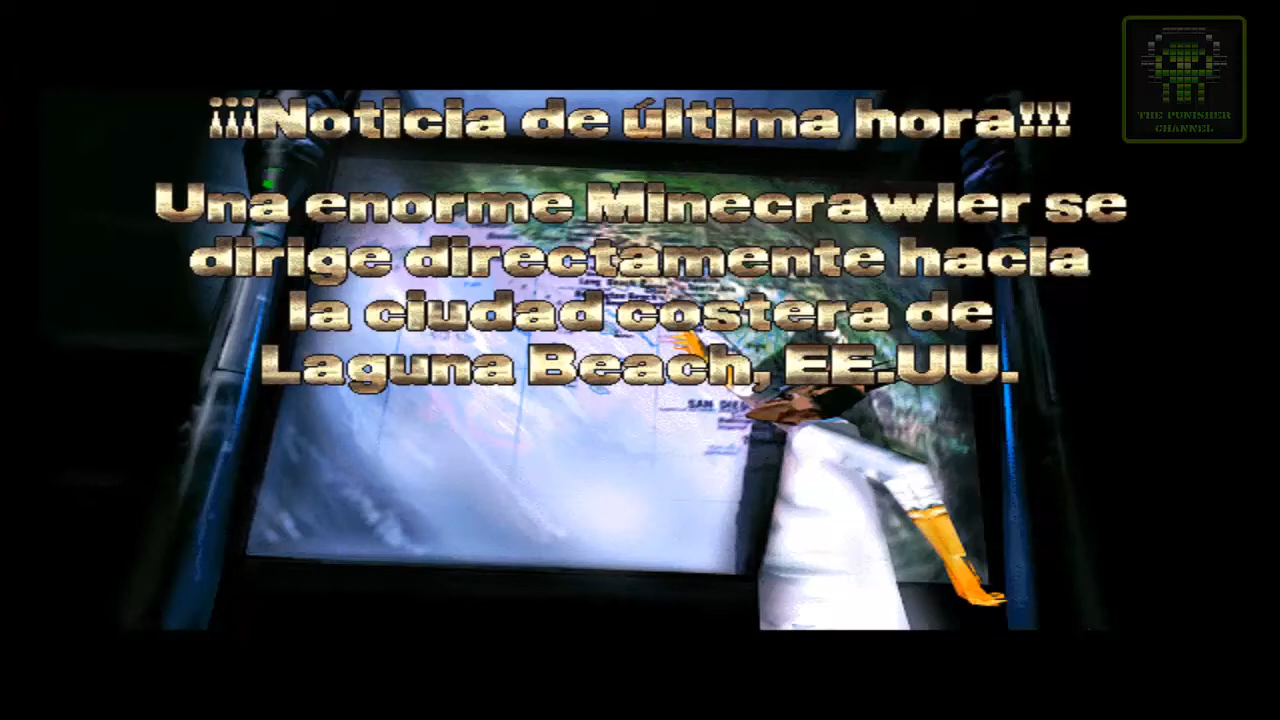 THE PUNISHER
CHANNEL
¡¡¡Noticia de última hora!!!
Una enorme Minecrawler se
dirige directamente hacia
la ciudad costera de
Laguna Beach, EE.UU.
SAN DIEGO